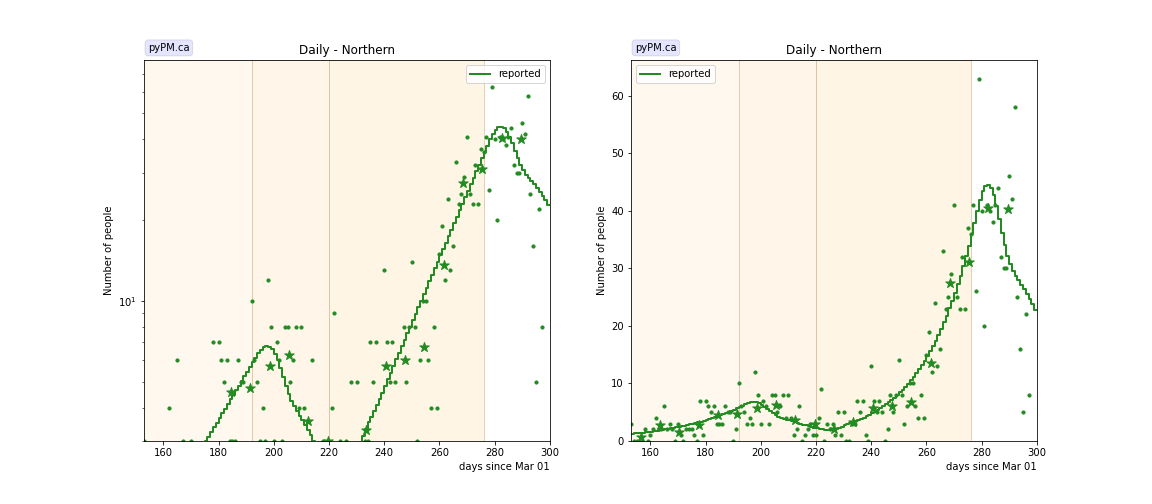 pyPM.ca
Daily - Northern
reported
Number of people
10¹
160 180 200 220 240 260 280 300
days since Mar 01
pyPM.ca
Daily - Northern
reported
Number of people
60
50
40
30
20
10
0
160 180 200 220 240 260 280 300
days since Mar 01